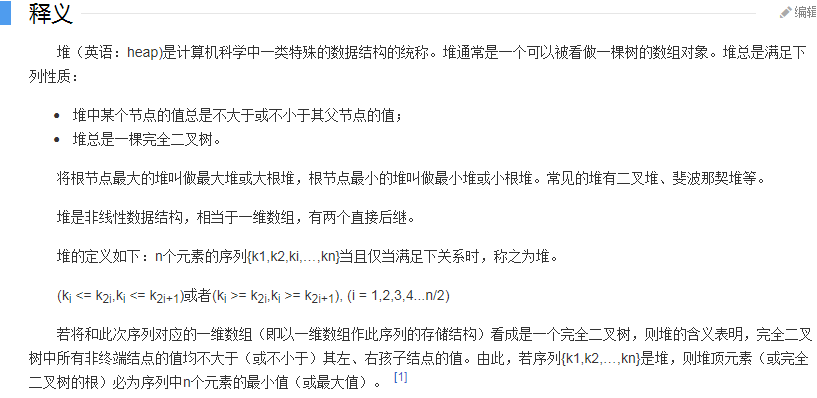 释义
编辑
堆（英语：heap)是计算机科学中一类特殊的数据结构的统称。堆通常是一个可以被看做一棵树的数组对象。堆总是满足下
列性质：
堆中某个节点的值总是不大于或不小于其父节点的值；
堆总是一棵完全二叉树。
将根节点最大的堆叫做最大堆或大根堆，根节点最小的堆叫做最小堆或小根堆。常见的堆有二叉堆、斐波那契堆等。
堆是非线性数据结构，相当于一维数组，有两个直接后继。
堆的定义如下：n个元素的序列{k1,k2,ki,…,kn}当且仅当满足下关系时，称之为堆。
(ki <= k2i,ki <= k2i+1)或者(ki >= k2i,ki >= k2i+1), (i = 1,2,3,4...n/2)
若将和此次序列对应的一维数组（即以一维数组作此序列的存储结构）看成是一个完全二叉树，则堆的含义表明，完全二叉
树中所有非终端结点的值均不大于（或不小于）其左、右孩子结点的值。由此，若序列{k1,k2,…,kn}是堆，则堆顶元素（或完全
二叉树的根）必为序列中n个元素的最小值（或最大值）。 [1]